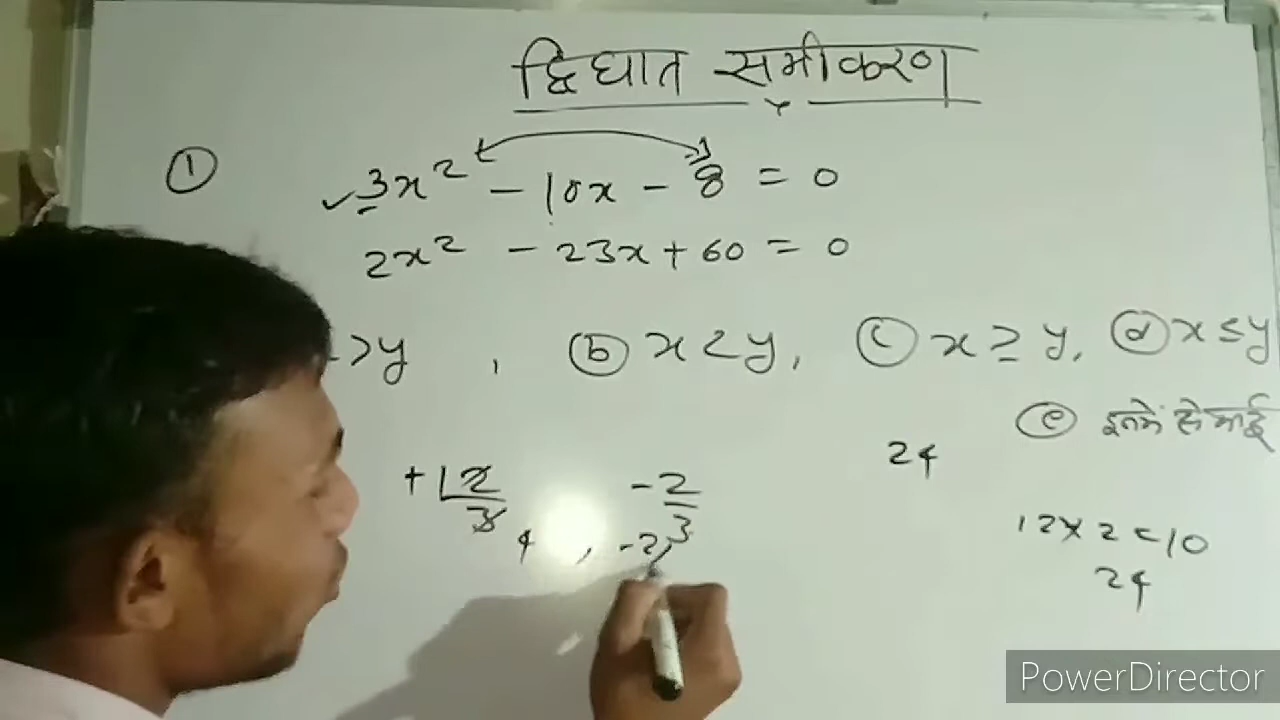 द्विघात समीकरण
① 3x² - 10x - 8 = 0
2x² - 23x + 60 = 0
>y , ⓑ x<y, ⓒ x≥y, ⓓ x≤y
ⓔ इनमें से कोई
24
+12/3 -2/3
4 , -2/
12×2=10
24
PowerDirector